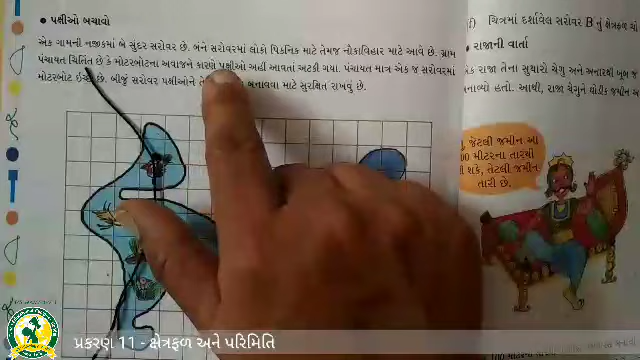 • પક્ષીઓ બચાવો
એક ગામની નજીકમાં બે સુંદર સરોવર છે. બંને સરોવરમાં લોકો પિકનિક માટે તેમજ નૌકાવિહાર માટે આવે છે. ગ્રામ
પંચાયત ચિંતિત છે કે મોટરબોટના અવાજને કારણે પક્ષીઓ અહીં આવતાં અટકી ગયા. પંચાયત માત્ર એક જ સરોવરમાં
મોટરબોટ છે. બીજું સરોવર પક્ષીઓને બનાવવા માટે સુરક્ષિત રાખવું છે.
ચિત્રમાં દર્શાવેલ સરોવર B નું ક્ષેત્રફળ
• રાજાની વાર્તા
એક રાજા તેના સુથારો ચેગુ અને અનારથી ખૂબ
હતો. આથી, રાજા ચેગુને
જેટલી જમીન આ
મીટરના તારથી
શકે, તેટલી જમીન
તારી છે.
પ્રકરણ 11 - ક્ષેત્રફળ અને પરિમિતિ